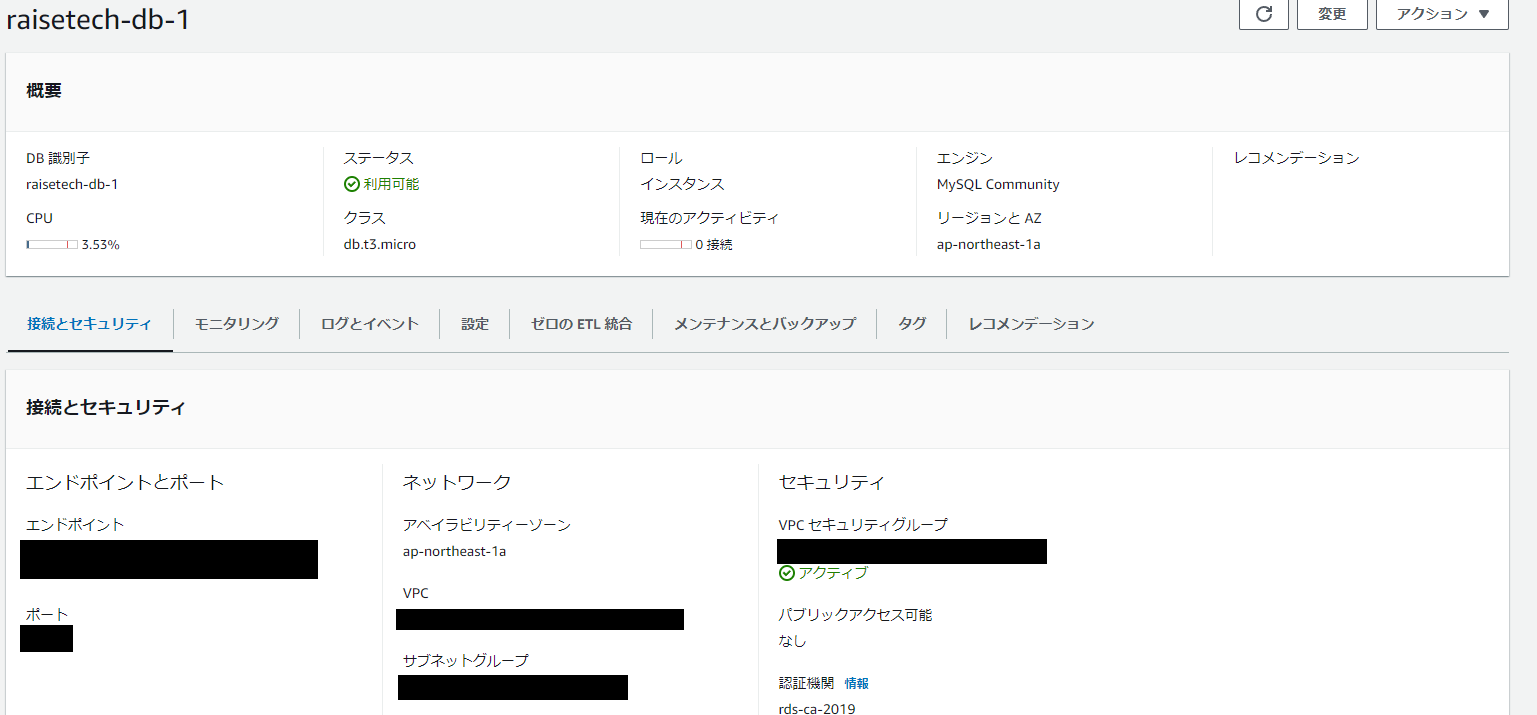 raisetech-db-1
変更
アクション ▼
概要
DB 識別子
raisetech-db-1
CPU
3.53%
ステータス
利用可能
クラス
db.t3.micro
ロール
インスタンス
現在のアクティビティ
0 接続
エンジン
MySQL Community
リージョンと AZ
ap-northeast-1a
レコメンデーション
接続とセキュリティ
モニタリング
ログとイベント
設定
ゼロの ETL 統合
メンテナンスとバックアップ
タグ
レコメンデーション
接続とセキュリティ
エンドポイントとポート
エンドポイント
ポート
ネットワーク
アベイラビリティーゾーン
ap-northeast-1a
VPC
サブネットグループ
セキュリティ
VPC セキュリティグループ
アクティブ
パブリックアクセス可能
なし
認証機関 情報
rds-ca-2019